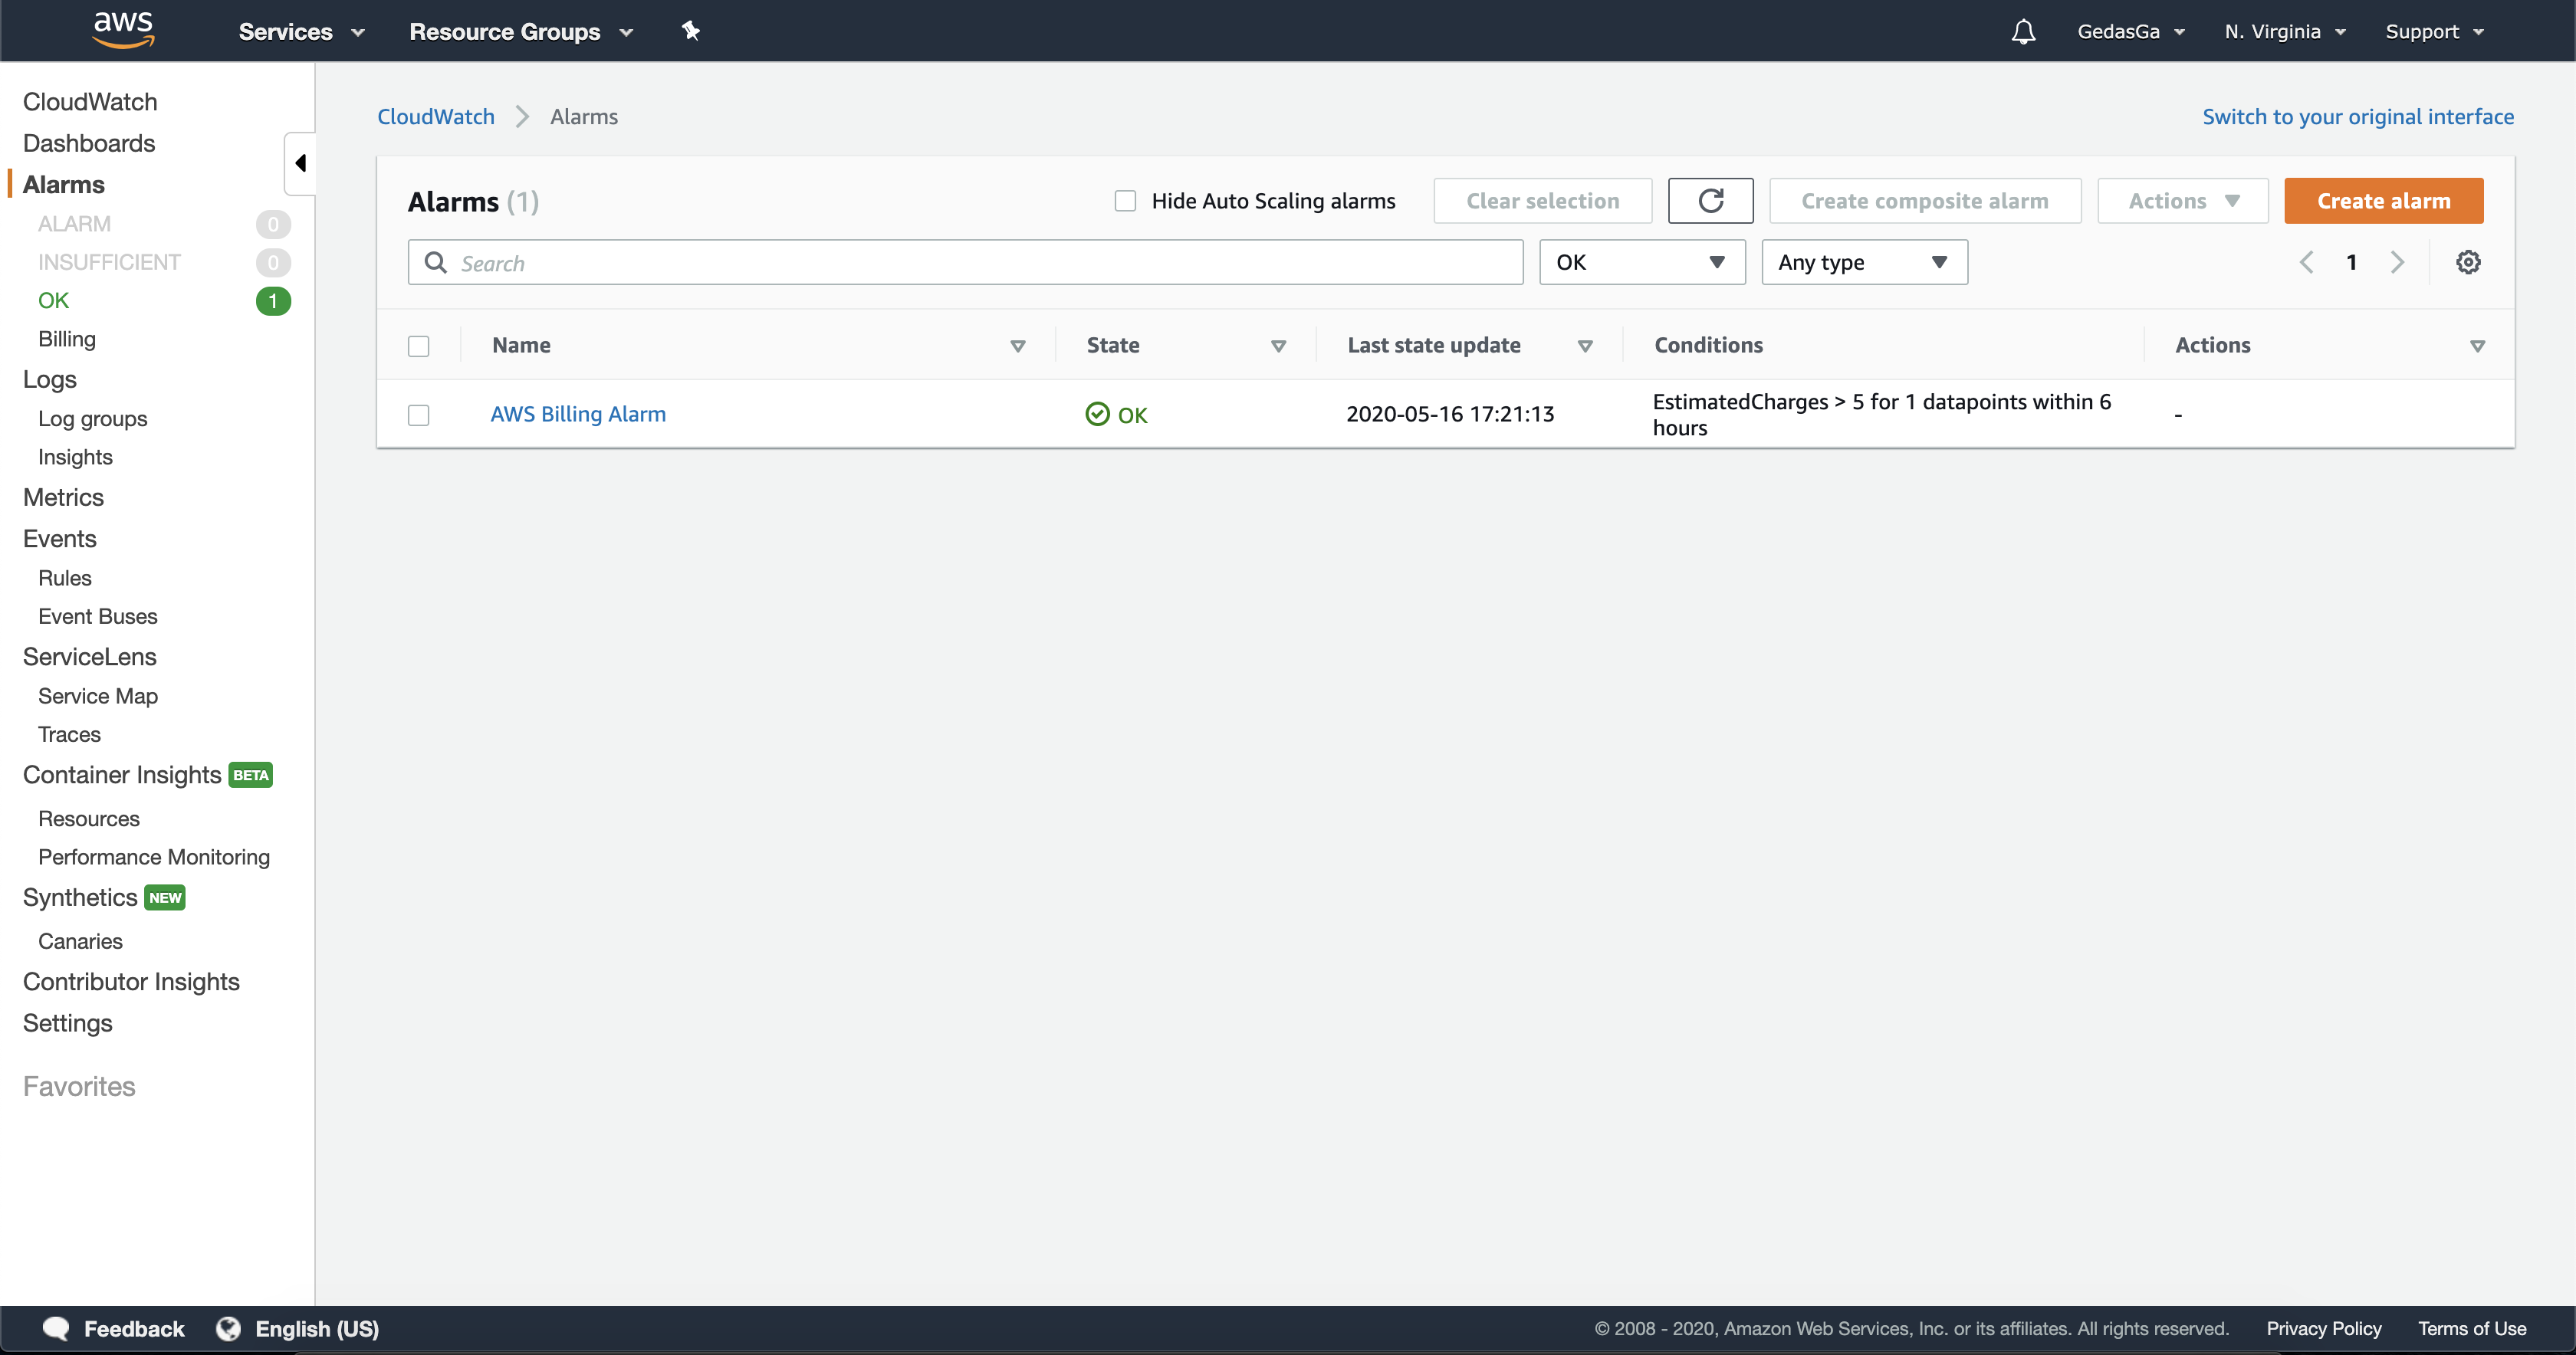 aws Services Resource Groups GedasGa N. Virginia Support
CloudWatch
Dashboards
Alarms
ALARM 0
INSUFFICIENT 0
OK 1
Billing
Logs
Log groups
Insights
Metrics
Events
Rules
Event Buses
ServiceLens
Service Map
Traces
Container Insights BETA
Resources
Performance Monitoring
Synthetics NEW
Canaries
Contributor Insights
Settings
Favorites
CloudWatch Alarms Switch to your original interface
Alarms (1) Hide Auto Scaling alarms Clear selection Create composite alarm Actions Create alarm
Search OK Any type 1
Name State Last state update Conditions Actions
AWS Billing Alarm OK 2020-05-16 17:21:13 EstimatedCharges > 5 for 1 datapoints within 6 -
hours
Feedback English (US) © 2008 - 2020, Amazon Web Services, Inc. or its affiliates. All rights reserved. Privacy Policy Terms of Use